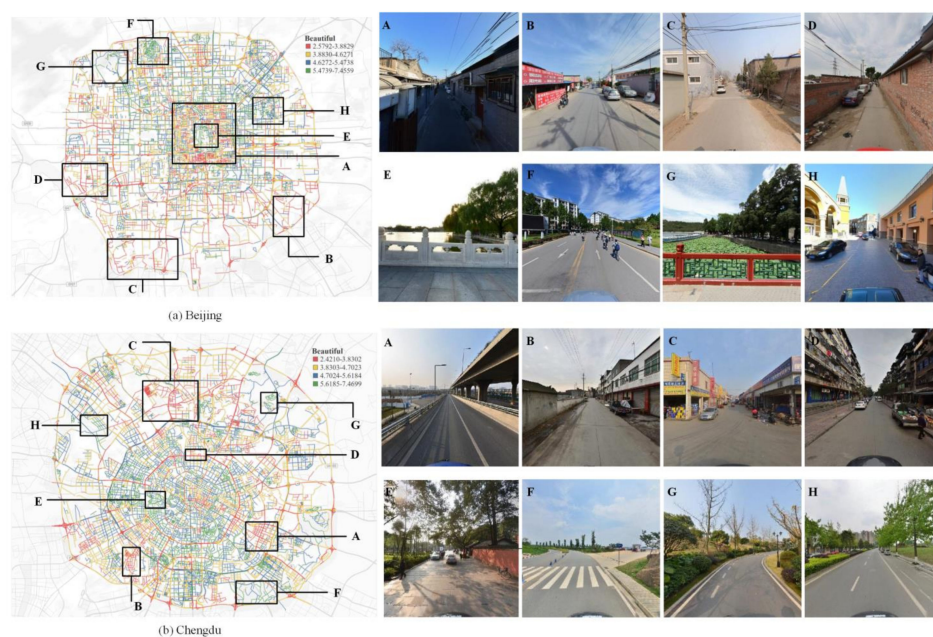 F
G
H
E
A
D
B
C
Beautiful
2.5792-3.8829
3.8830-4.6271
4.6272-5.4738
5.4739-7.4559
A
B
C
D
E
F
G
H
(a) Beijing
C
H
G
D
E
A
B
F
Beautiful
2.4210-3.8302
3.8303-4.7023
4.7024-5.6184
5.6185-7.4699
A
B
C
D
E
F
G
H
(b) Chengdu